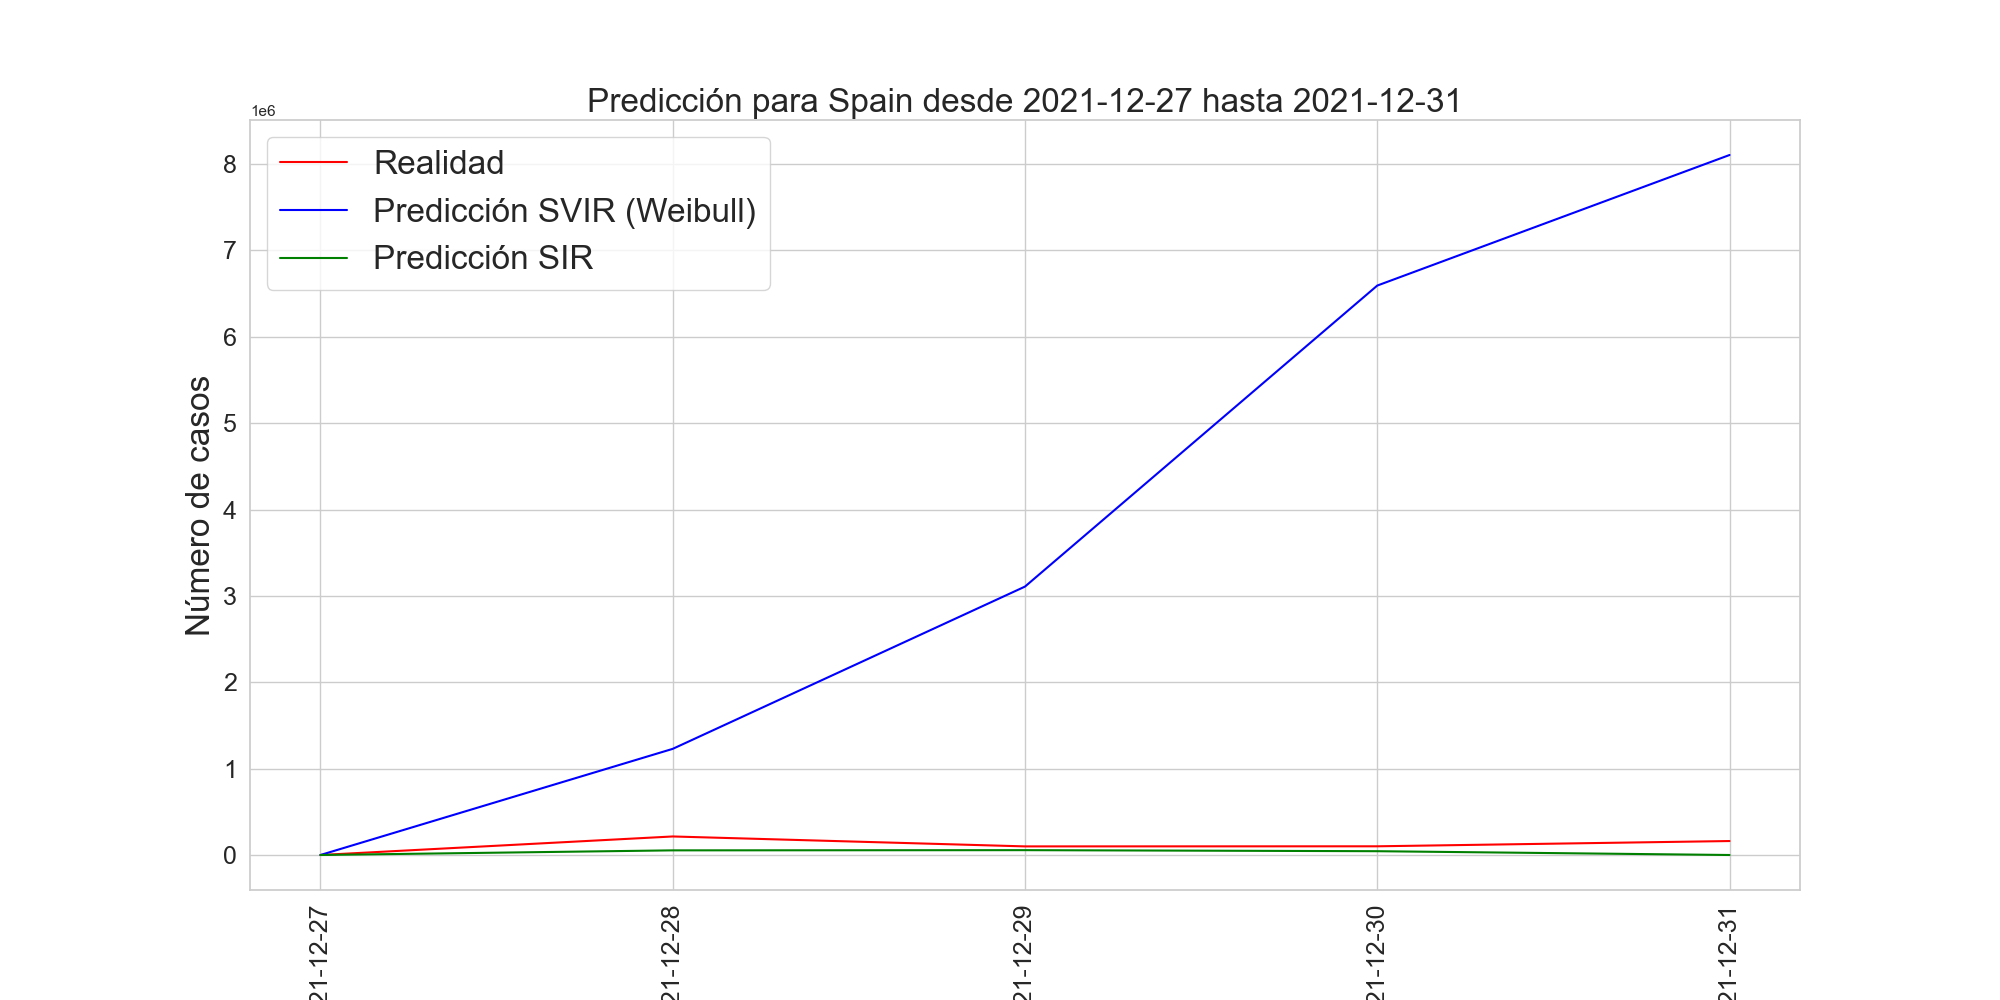 Predicción para Spain desde 2021-12-27 hasta 2021-12-31
1e6
Realidad
Predicción SVIR (Weibull)
Predicción SIR
8
7
6
5
4
3
2
1
0
Número de casos
21-12-27
21-12-28
21-12-29
21-12-30
21-12-31